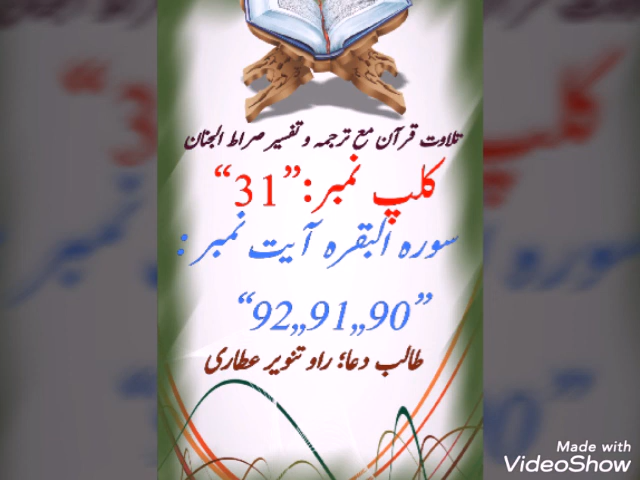 تلاوت قرآن مع ترجمہ و تفسیر صراط الجنان
کلپ نمبر:”31“
سورہ البقرہ آیت نمبر:
”90,,91,,92“
طالب دعا؛ راو تنویر عطاری
Made with
VideoShow